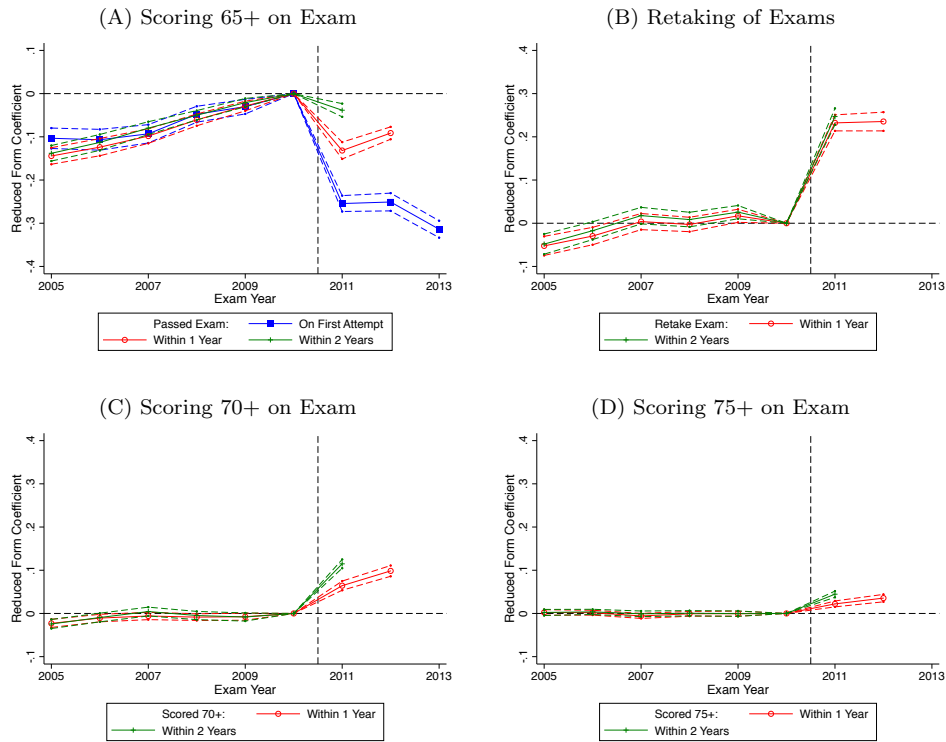 (A) Scoring 65+ on Exam
Reduced Form Coefficient
.1
0
-.1
-.2
-.3
-.4
2005 2007 2009 2011 2013
Exam Year
Passed Exam: On First Attempt
Within 1 Year Within 2 Years
(B) Retaking of Exams
Reduced Form Coefficient
.4
.3
.2
.1
0
-.1
2005 2007 2009 2011 2013
Exam Year
Retake Exam: Within 1 Year
Within 2 Years
(C) Scoring 70+ on Exam
Reduced Form Coefficient
.4
.3
.2
.1
0
-.1
2005 2007 2009 2011 2013
Exam Year
Scored 70+: Within 1 Year
Within 2 Years
(D) Scoring 75+ on Exam
Reduced Form Coefficient
.4
.3
.2
.1
0
-.1
2005 2007 2009 2011 2013
Exam Year
Scored 75+: Within 1 Year
Within 2 Years